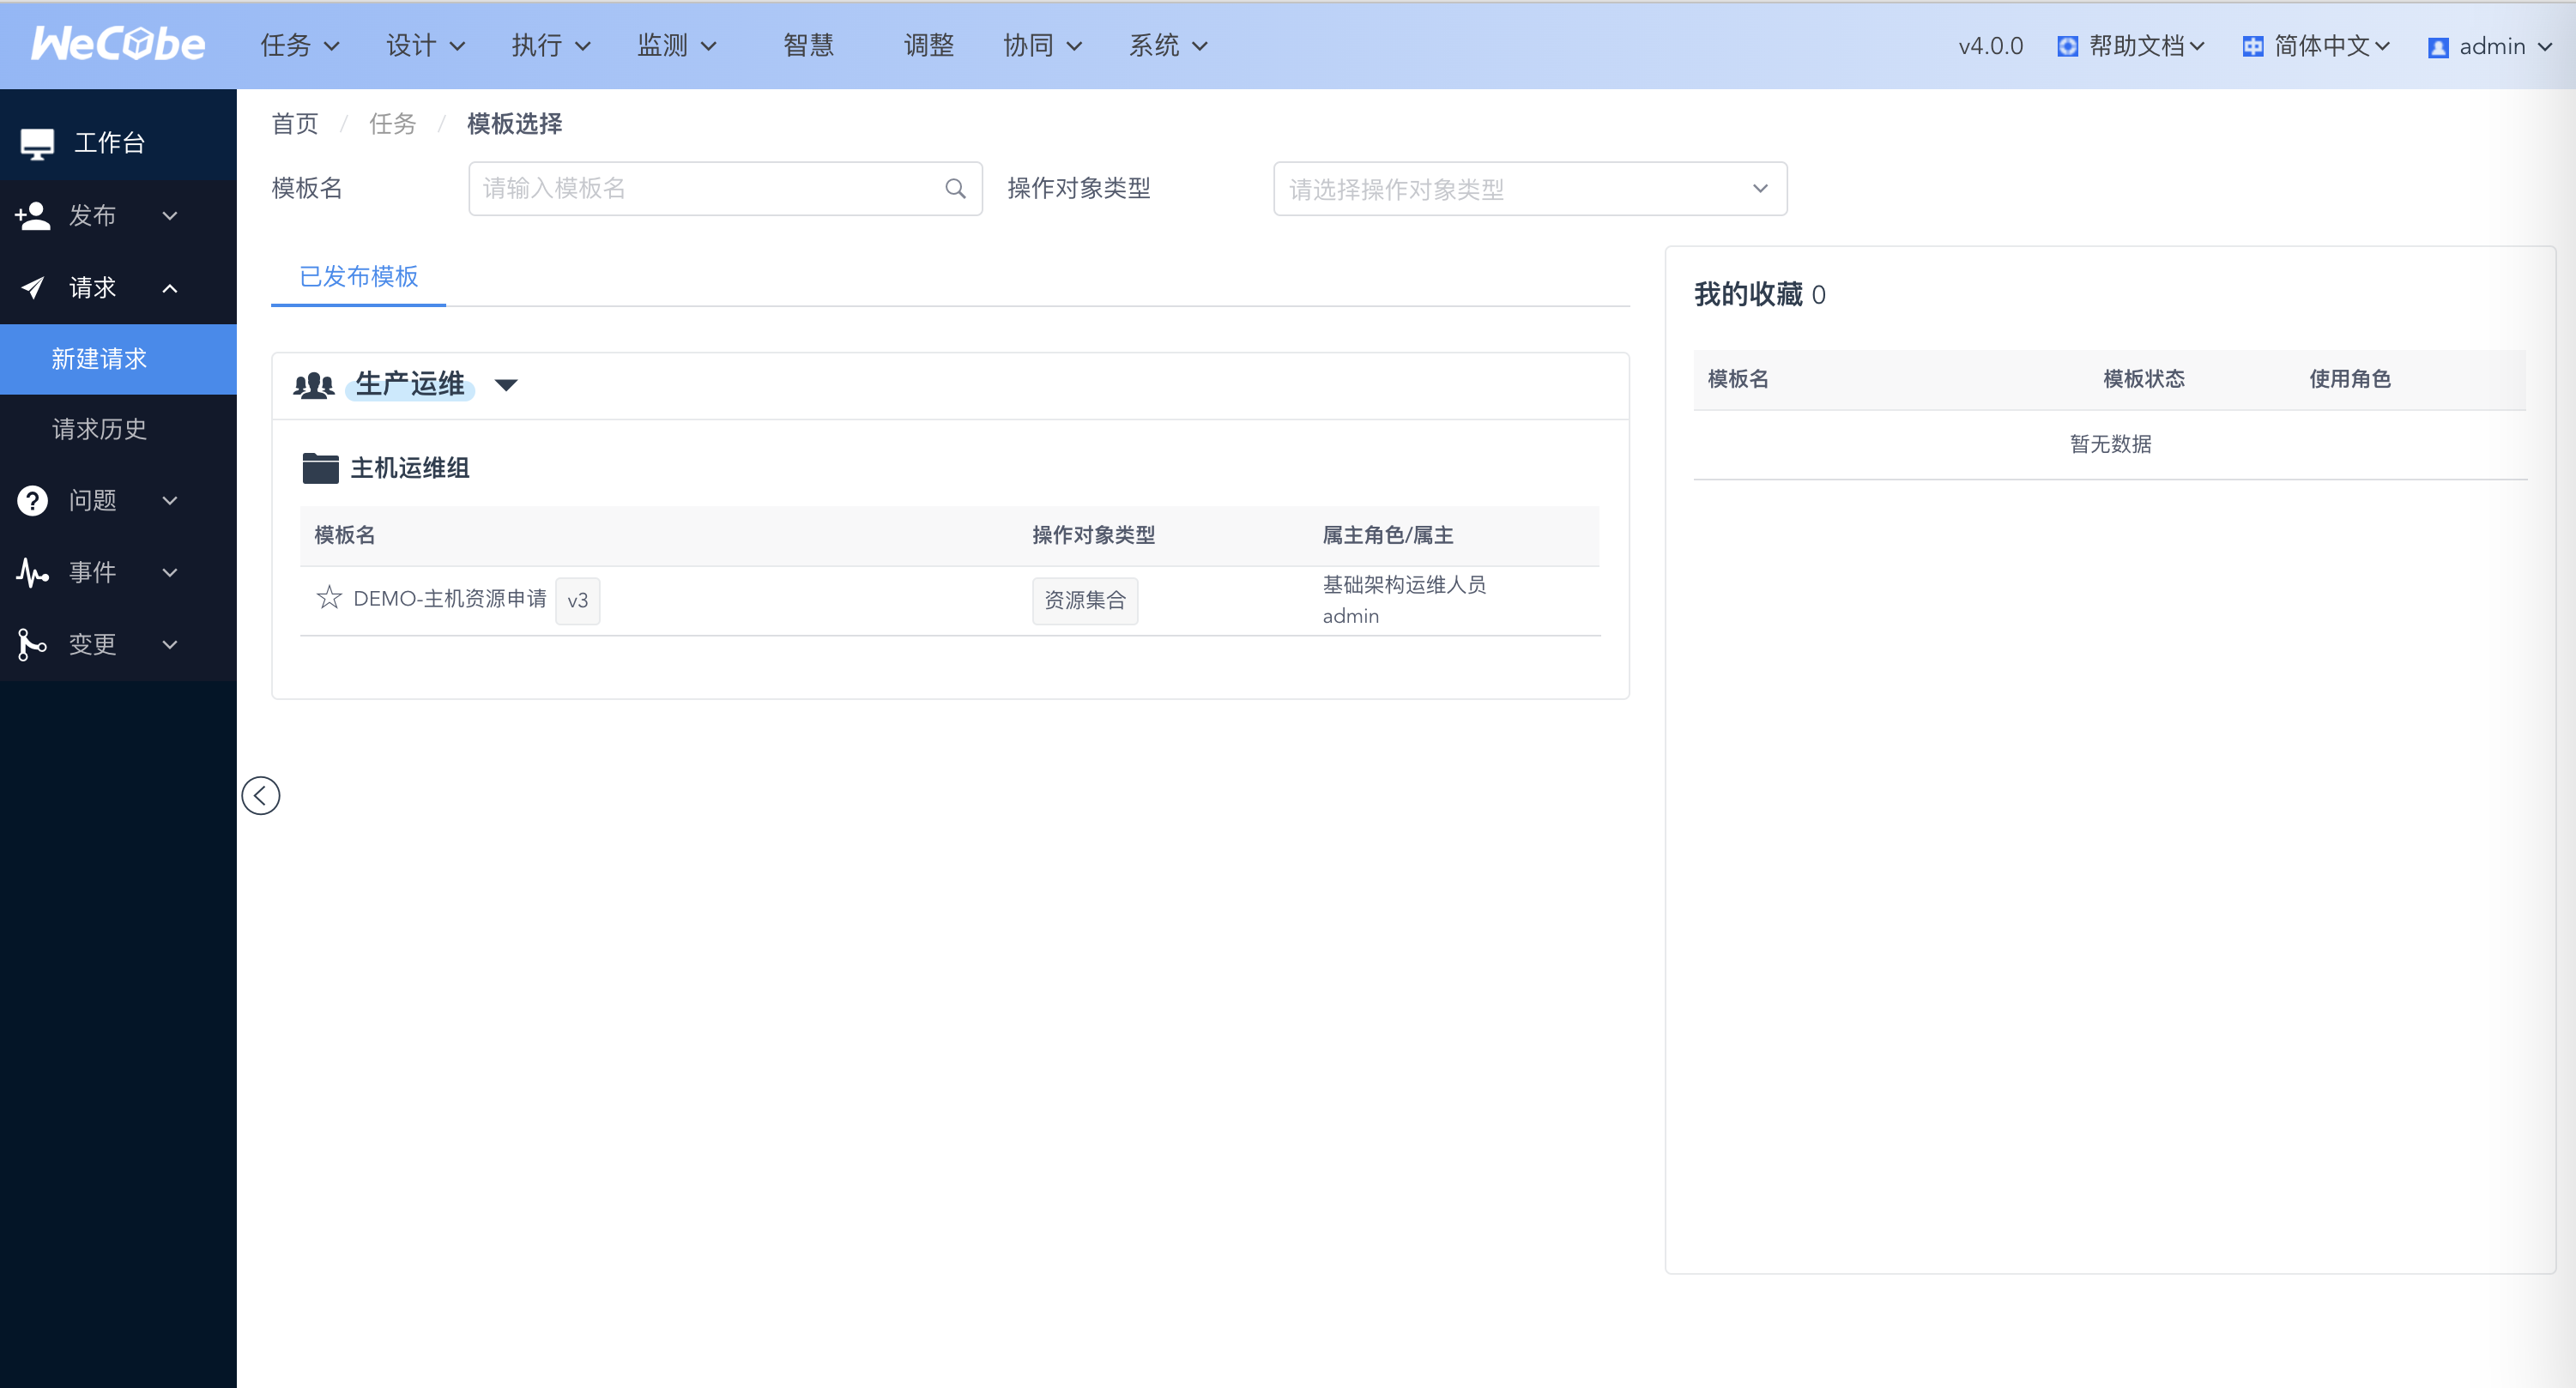 WeCube 任务 设计 执行 监测 智慧 调整 协同 系统 v4.0.0 帮助文档 简体中文 admin
工作台
发布
请求
新建请求
请求历史
问题
事件
变更
首页 / 任务 / 模板选择
模板名 请输入模板名 操作对象类型 请选择操作对象类型
已发布模板
生产运维
主机运维组
模板名 操作对象类型 属主角色/属主
DEMO-主机资源申请 v3 资源集合 基础架构运维人员
admin
我的收藏 0
模板名 模板状态 使用角色
暂无数据